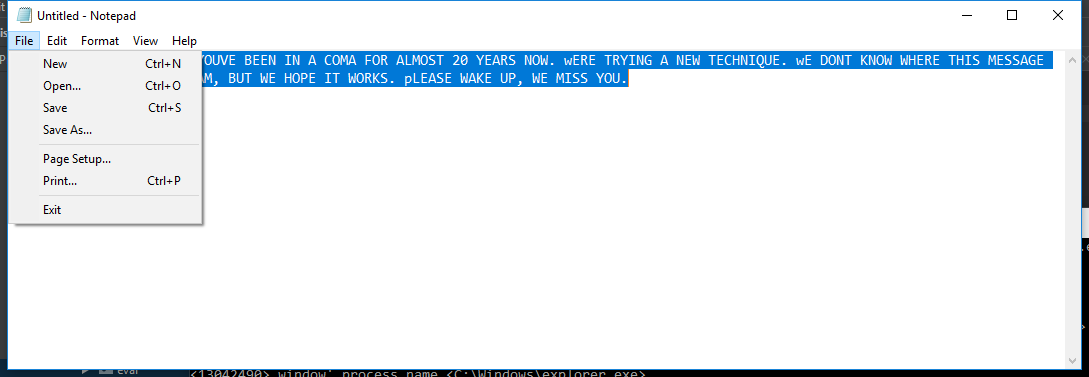 Untitled - Notepad
File Edit Format View Help
New Ctrl+N
Open... Ctrl+O
Save Ctrl+S
Save As...
Page Setup...
Print... Ctrl+P
Exit
YOUVE BEEN IN A COMA FOR ALMOST 20 YEARS NOW. wERE TRYING A NEW TECHNIQUE. wE DONT KNOW WHERE THIS MESSAGE
AM, BUT WE HOPE IT WORKS. pLEASE WAKE UP, WE MISS YOU.
eval
<13042490> window' process name <C:\Windows\explorer.exe>